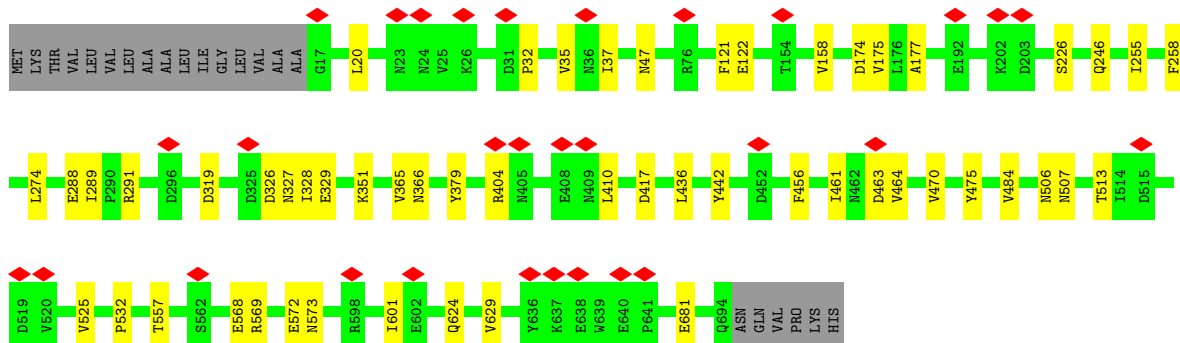 MET LYS THR VAL LEU VAL LEU ALA ALA LEU ILE GLY LEU VAL ALA ALA G17 L20 N23 N24 V25 K26 D31 P32 V35 N36 I37 N47 R76 F121 E122 T154 V158 D174 V175 L176 A177 E192 K202 D203 S226 Q246 I255 F258
L274 E288 I289 P290 R291 D296 D319 D325 D326 N327 I328 E329 K351 V365 N366 Y379 R404 N405 E408 N409 L410 D417 L436 Y442 D452 F456 I461 N462 D463 V464 V470 Y475 V484 N506 N507 T513 I514 D515
D519 V520 V525 P532 T557 S562 E568 R569 E572 N573 R598 I601 E602 Q624 V629 Y636 K637 E638 W639 E640 P641 E681 Q694 ASN GLN VAL PRO LYS HIS